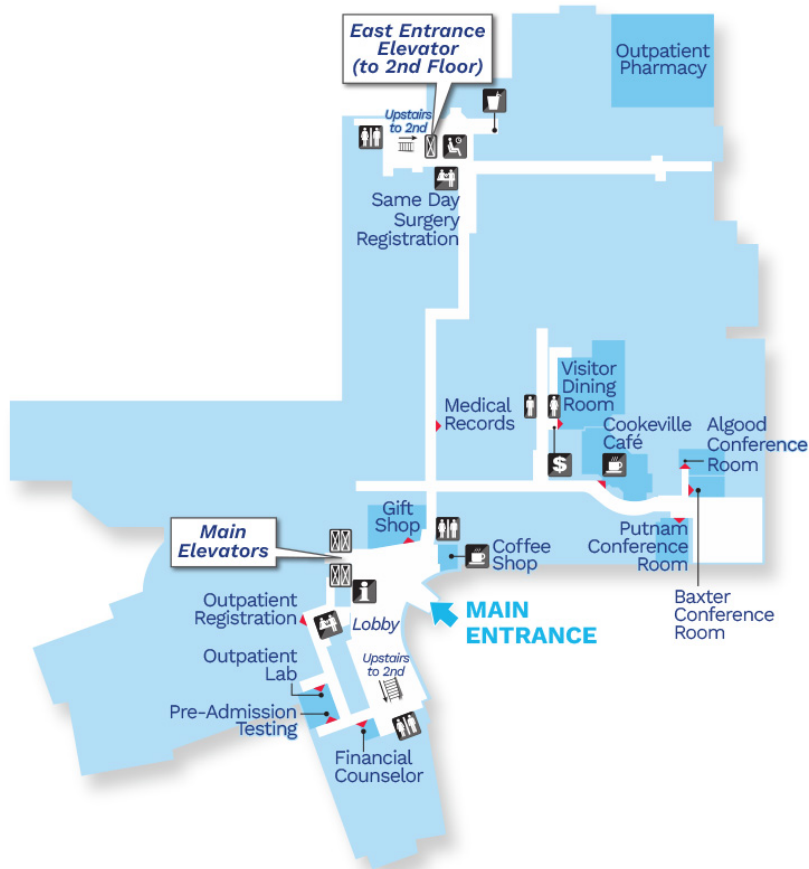 East Entrance
Elevator
(to 2nd Floor)
Outpatient
Pharmacy
Upstairs
to 2nd
Same Day
Surgery
Registration
Medical
Records
Visitor
Dining
Room
Cookeville
Café
Algood
Conference
Room
$
Gift
Shop
Main
Elevators
Coffee
Shop
Putnam
Conference
Room
Baxter
Conference
Room
i
Outpatient
Registration
Lobby
MAIN
ENTRANCE
Outpatient
Lab
Upstairs
to 2nd
Pre-Admission
Testing
Financial
Counselor